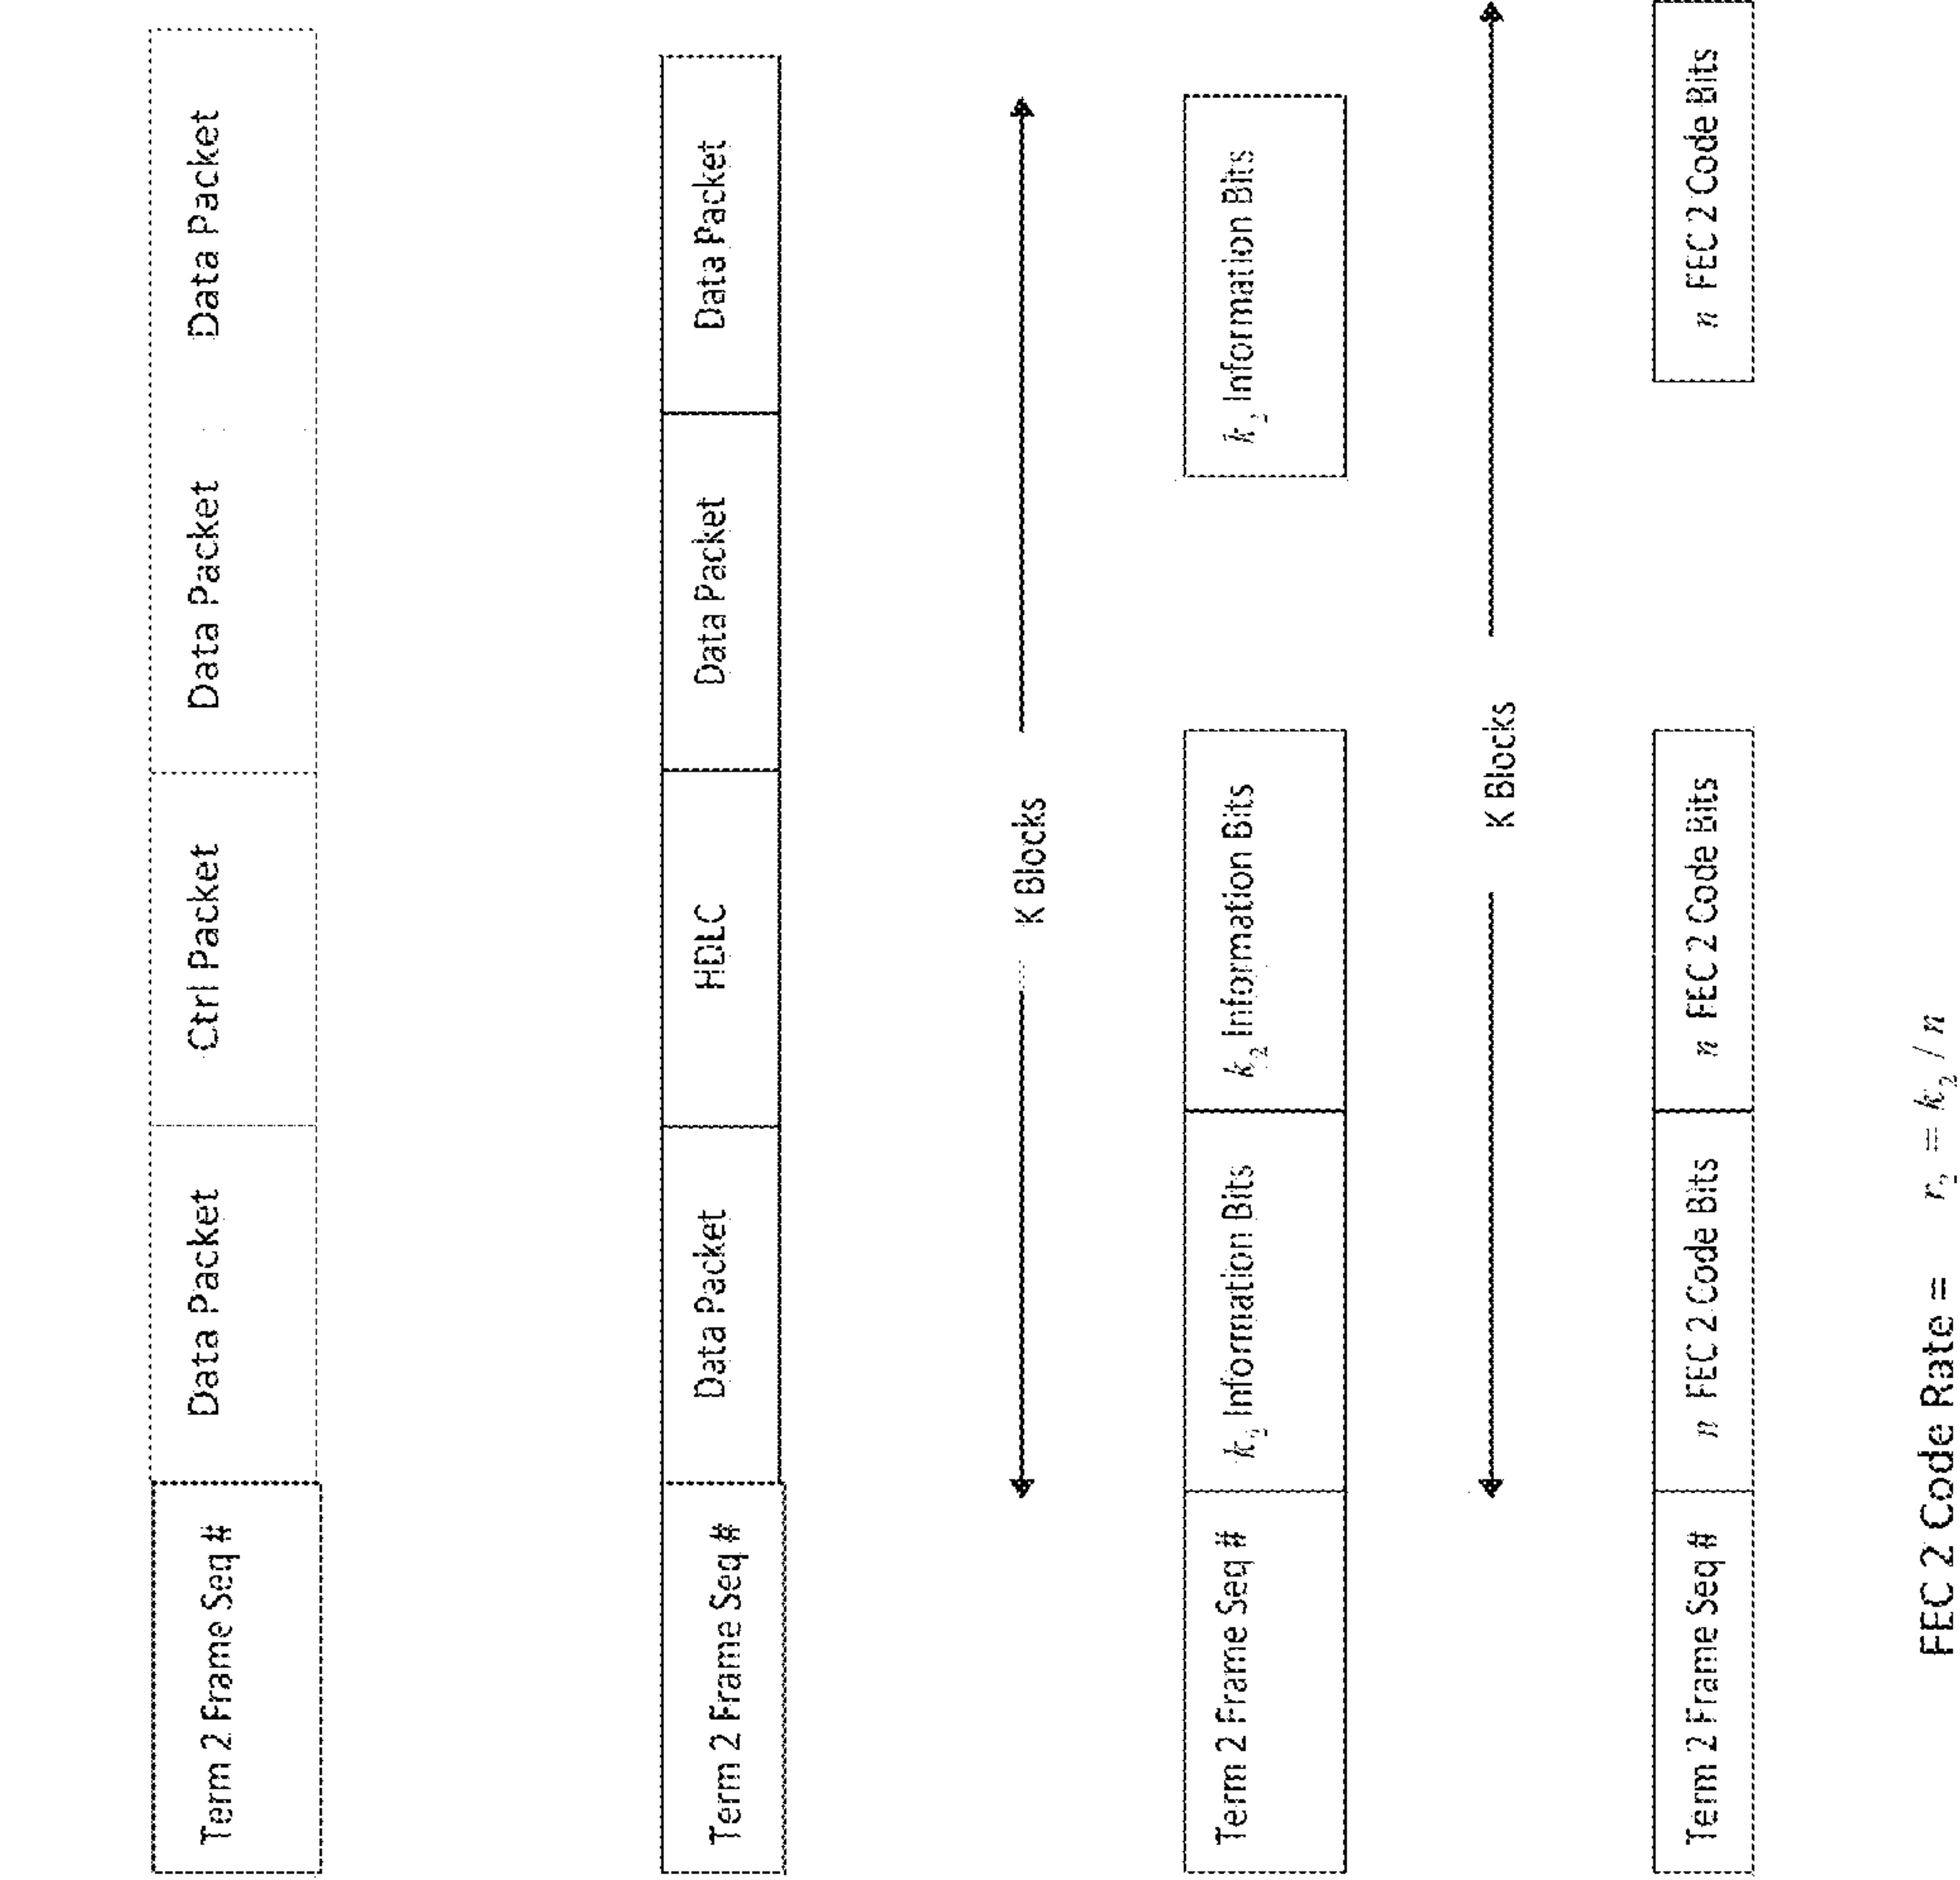 Term 2 Frame Seq # Data Packet Ctrl Packet Data Packet Data Packet
Term 2 Frame Seq # Data Packet HDLC Data Packet Data Packet
K Blocks
Term 2 Frame Seq # k₂ Information Bits k₂ Information Bits k₂ Information Bits
K Blocks
Term 2 Frame Seq # n FEC 2 Code Bits n FEC 2 Code Bits n FEC 2 Code Bits
FEC 2 Code Rate = r₂ = k₂ / n